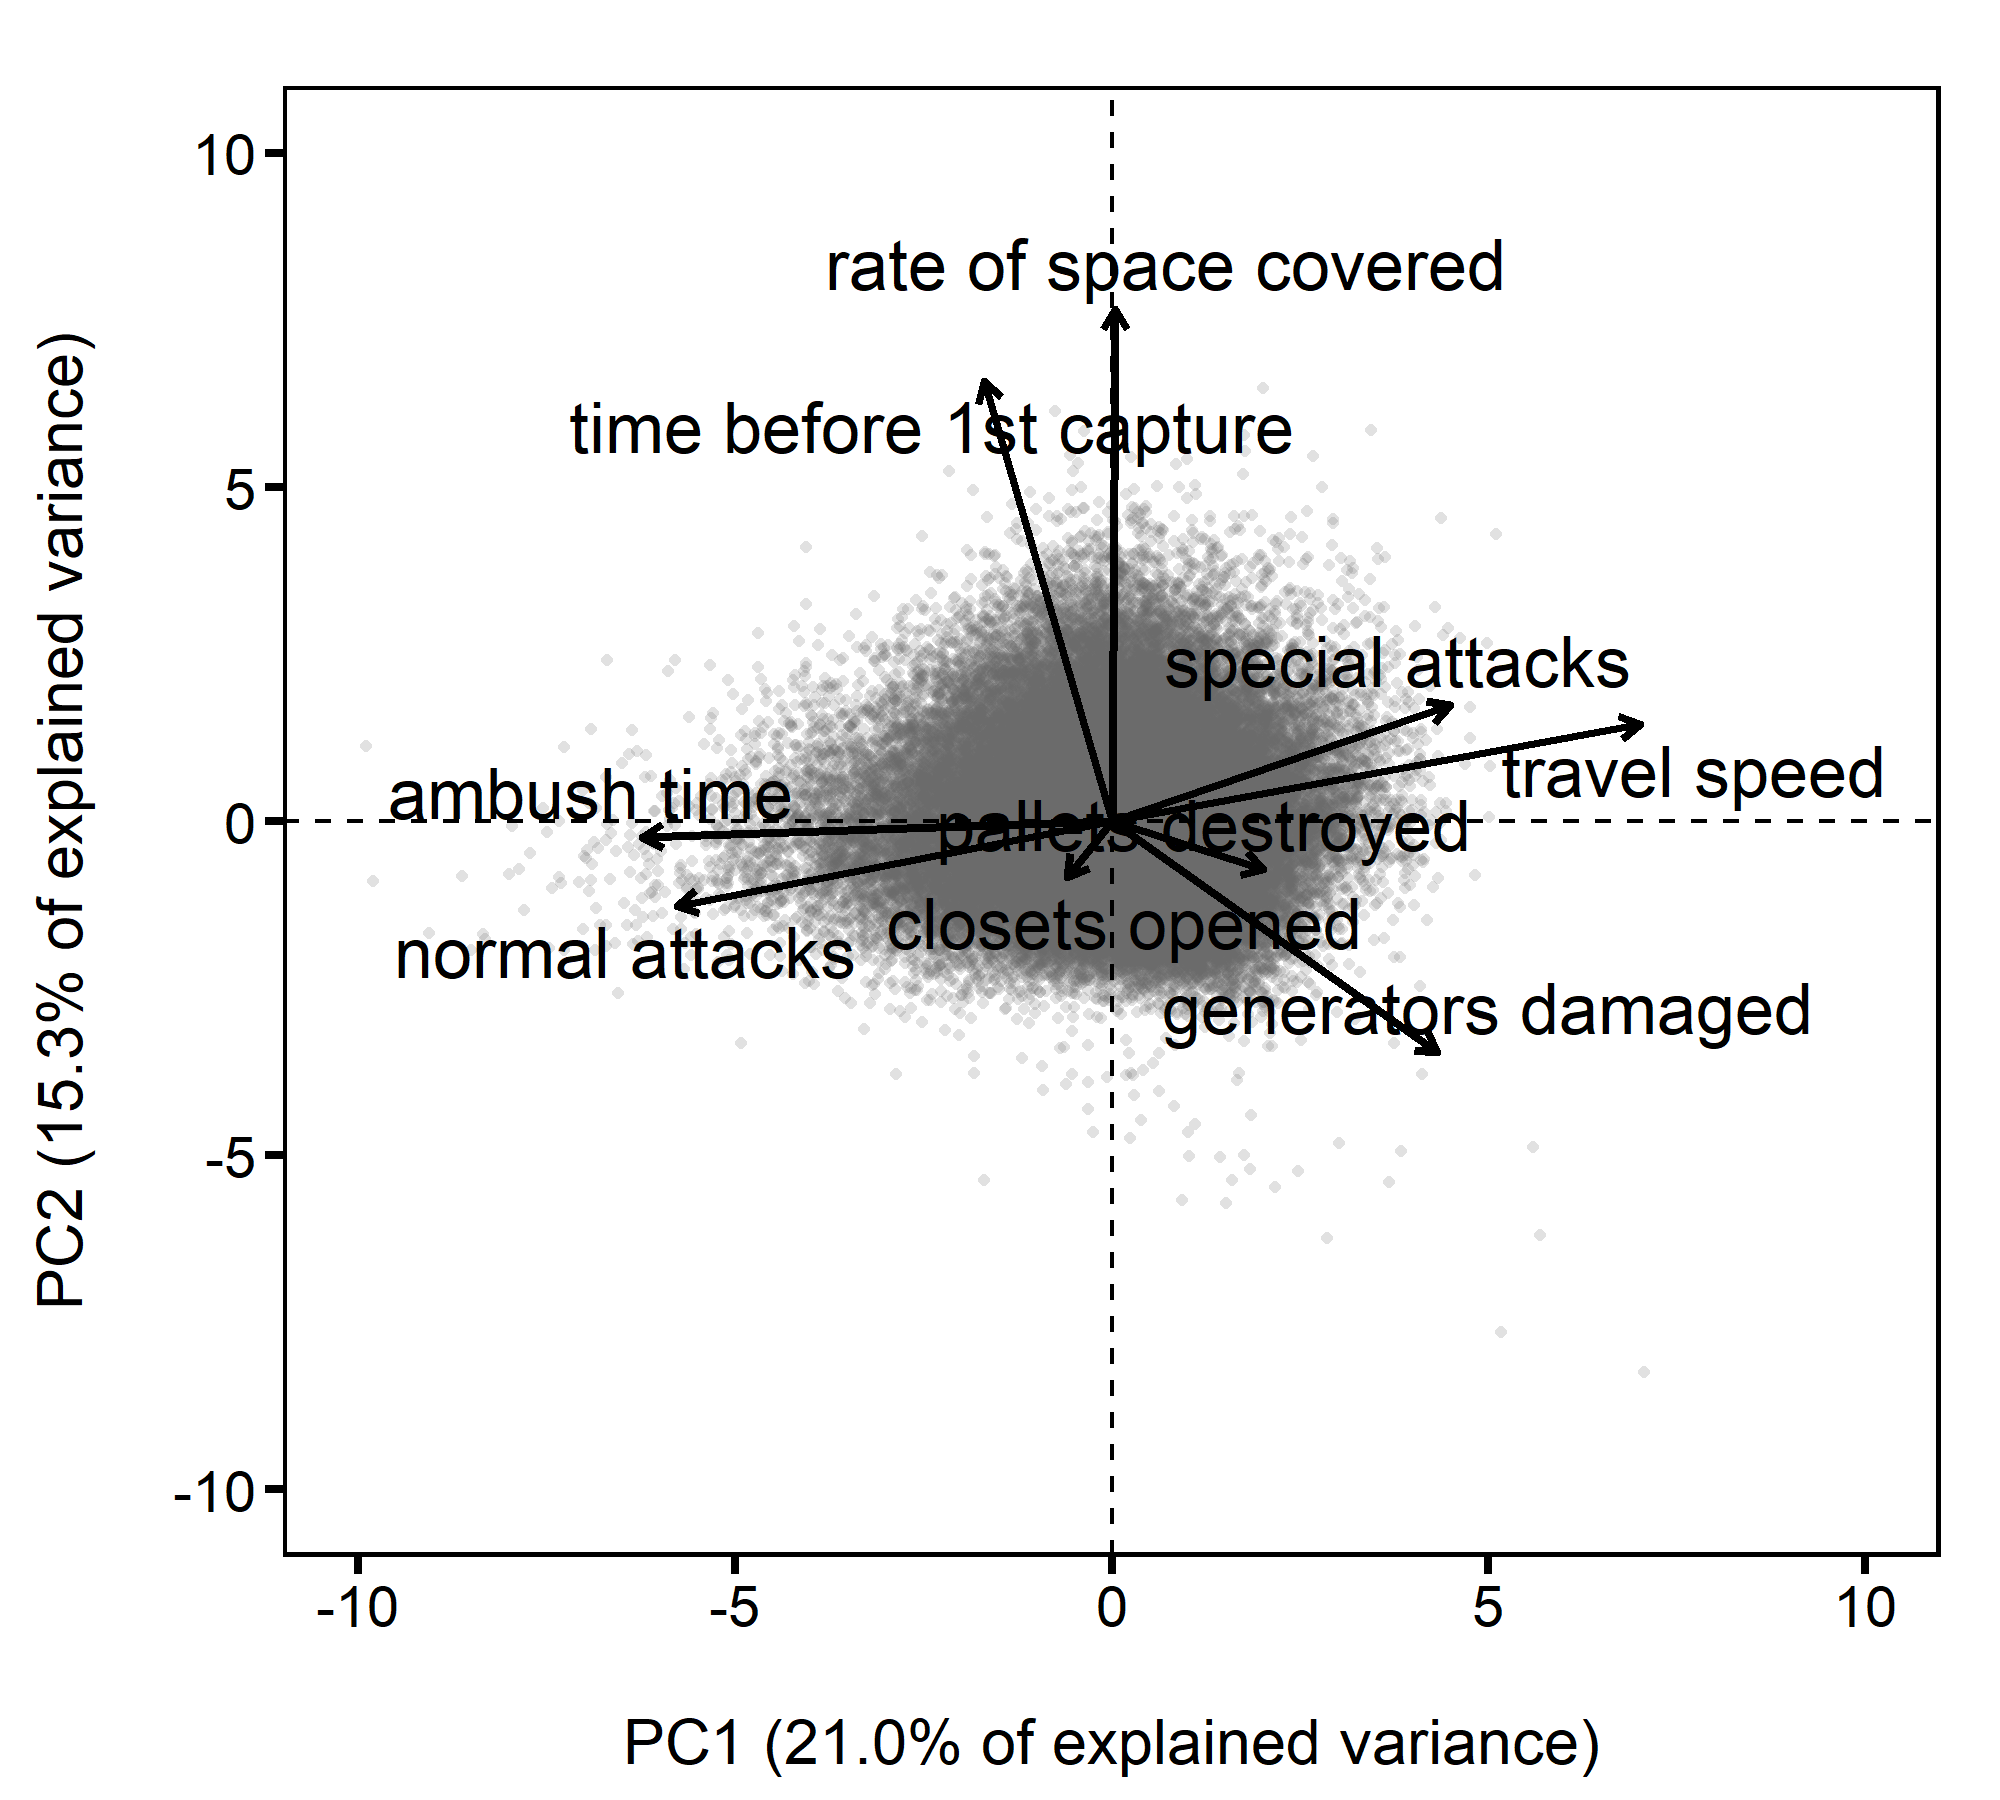 10
rate of space covered
time before 1st capture
5
special attacks
travel speed
ambush time
0
pallets destroyed
closets opened
normal attacks
generators damaged
-5
-10
PC2 (15.3% of explained variance)
-10 -5 0 5 10
PC1 (21.0% of explained variance)